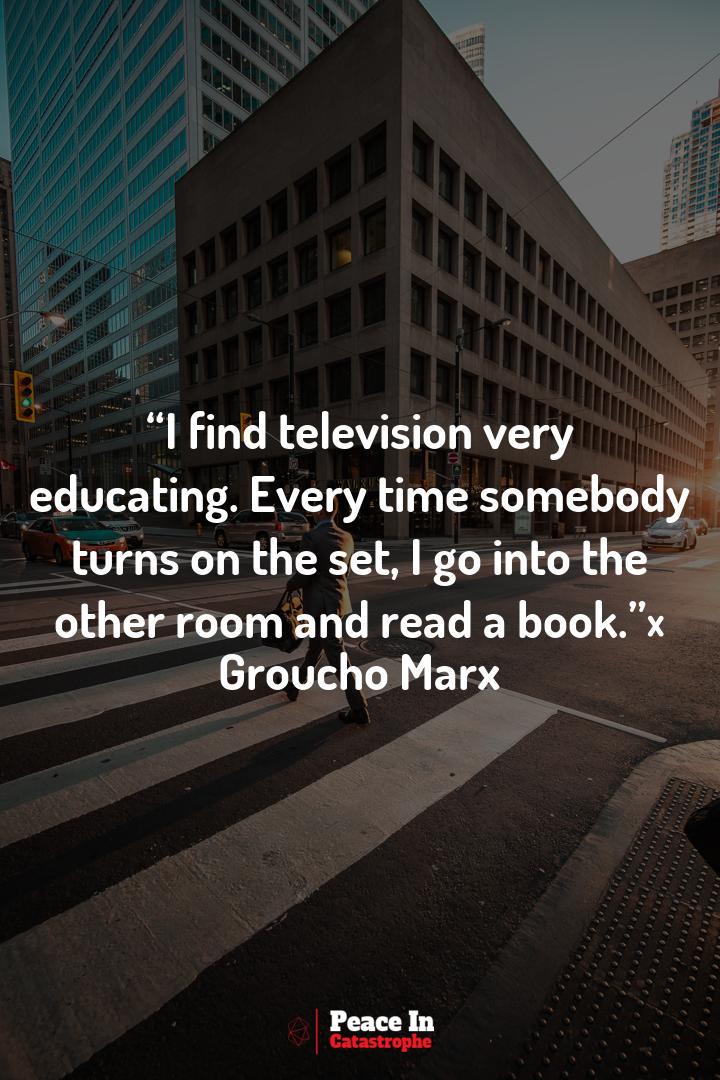 “I find television very
educating. Every time somebody
turns on the set, I go into the
other room and read a book.”x
Groucho Marx
Peace In
Catastrophe